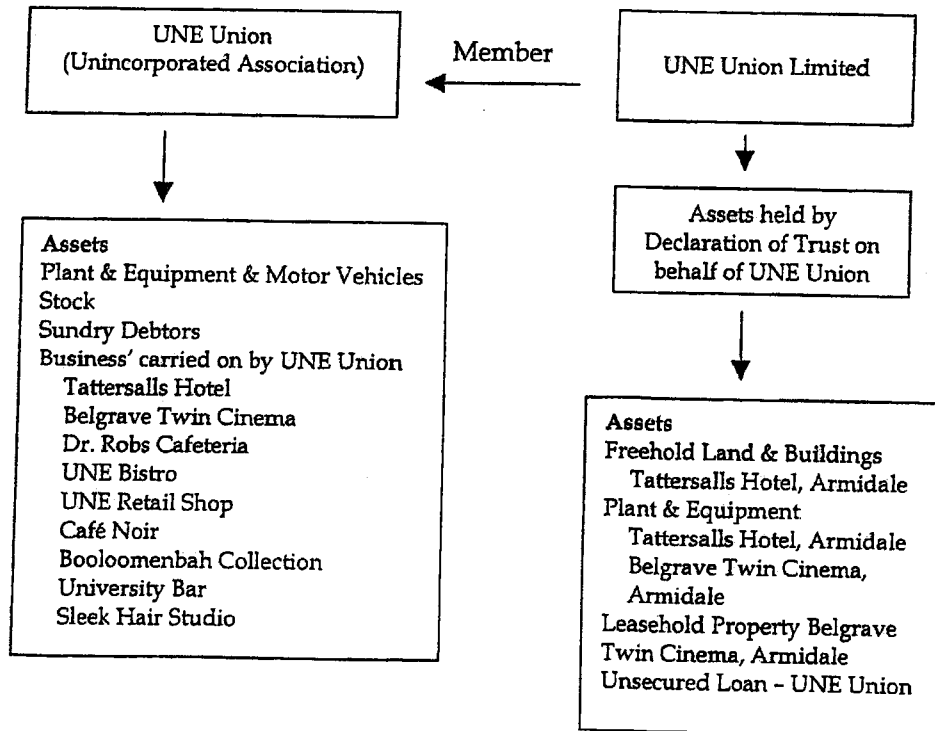 UNE Union
(Unincorporated Association)
Member
UNE Union Limited
Assets
Plant & Equipment & Motor Vehicles
Stock
Sundry Debtors
Business' carried on by UNE Union
Tattersalls Hotel
Belgrave Twin Cinema
Dr. Robs Cafeteria
UNE Bistro
UNE Retail Shop
Café Noir
Booloomenbah Collection
University Bar
Sleek Hair Studio
Assets held by
Declaration of Trust on
behalf of UNE Union
Assets
Freehold Land & Buildings
Tattersalls Hotel, Armidale
Plant & Equipment
Tattersalls Hotel, Armidale
Belgrave Twin Cinema,
Armidale
Leasehold Property Belgrave
Twin Cinema, Armidale
Unsecured Loan – UNE Union